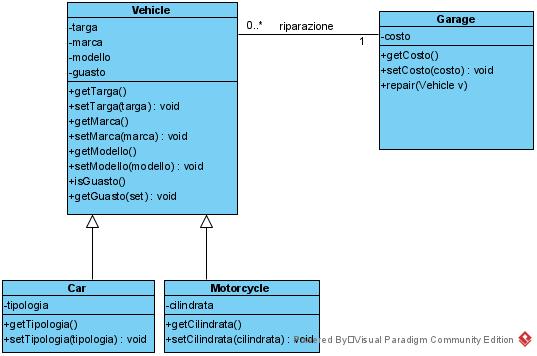 Vehicle
-targa
-marca
-modello
-guasto
+getTarga()
+setTarga(targa) : void
+getMarca()
+setMarca(marca) : void
+getModello()
+setModello(modello) : void
+isGuasto()
+getGuasto(set) : void
0..* riparazione
1
Garage
-costo
+getCosto()
+setCosto(costo) : void
+repair(Vehicle v)
Car
-tipologia
+getTipologia()
+setTipologia(tipologia) : void
Motorcycle
-cilindrata
+getCilindrata()
+setCilindrata(cilindrata) : void
Powered By Visual Paradigm Community Edition